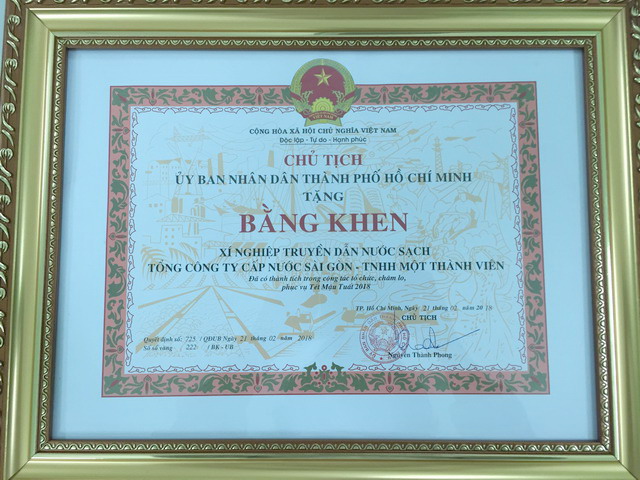 CỘNG HÒA XÃ HỘI CHỦ NGHĨA VIỆT NAM
Độc lập - Tự do - Hạnh phúc
CHỦ TỊCH
ỦY BAN NHÂN DÂN THÀNH PHỐ HỒ CHÍ MINH
TẶNG
BẰNG KHEN
XÍ NGHIỆP TRUYỀN DẪN NƯỚC SẠCH
TỔNG CÔNG TY CẤP NƯỚC SÀI GÒN - TNHH MỘT THÀNH VIÊN
Đã có thành tích trong công tác tổ chức, chăm lo,
phục vụ Tết Mậu Tuất 2018
TP. Hồ Chí Minh, ngày 21 tháng 02 năm 2018
CHỦ TỊCH
Quyết định số: 725 / QĐUB Ngày 21 tháng 02 năm 2018
Số sổ vàng: 222 / BK - UB
Nguyễn Thành Phong